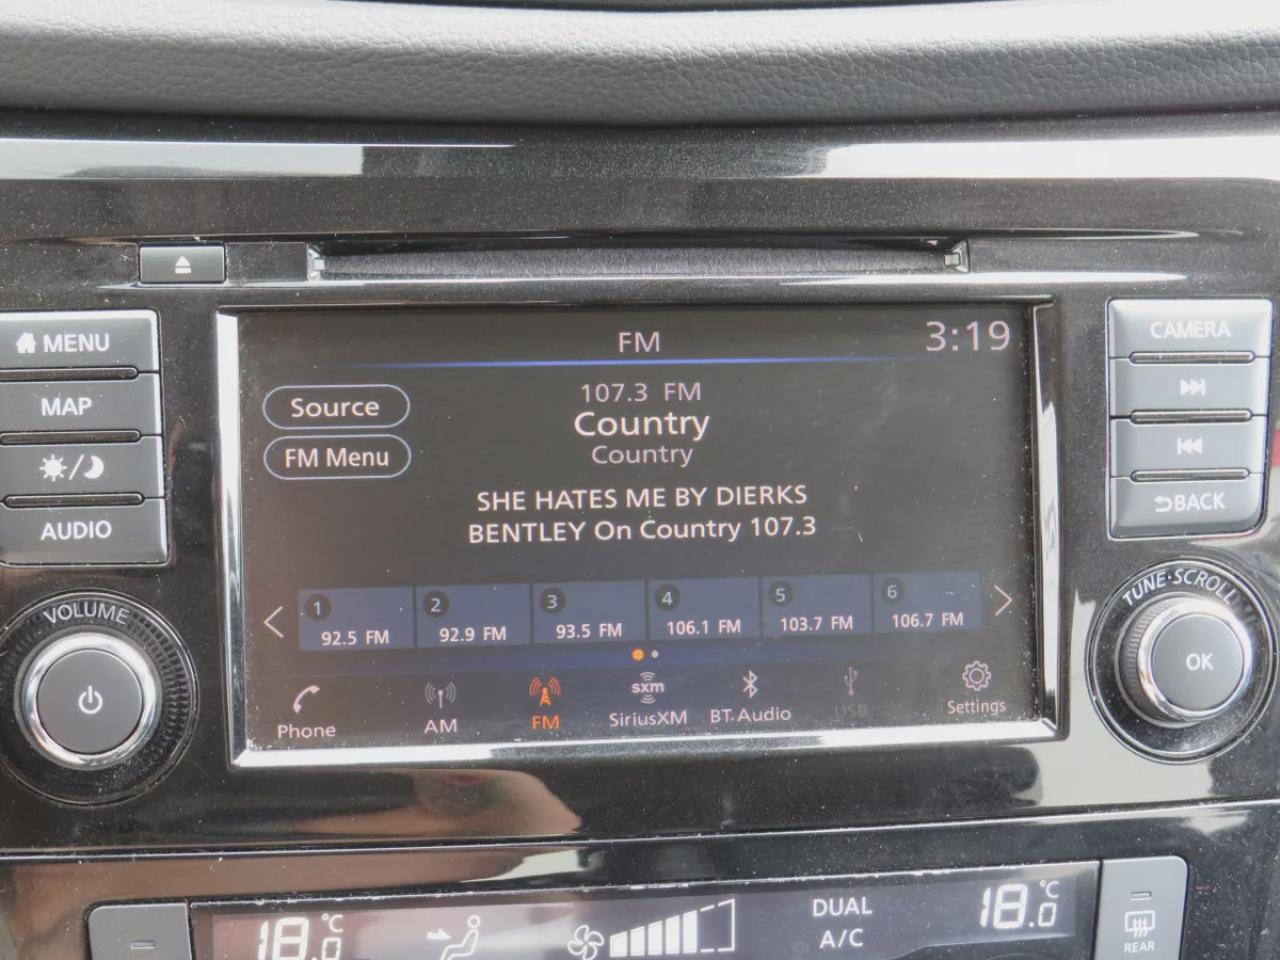 MENU
MAP
AUDIO
VOLUME
FM
3:19
Source
FM Menu
107.3 FM
Country
Country
SHE HATES ME BY DIERKS
BENTLEY On Country 107.3
1
92.5 FM
2
92.9 FM
3
93.5 FM
4
106.1 FM
5
103.7 FM
6
106.7 FM
Phone
AM
FM
sxm
SiriusXM
BT Audio
USB
Settings
CAMERA
BACK
TUNE·SCROLL
OK
18.0 °C
DUAL
A/C
18.0 °C
REAR